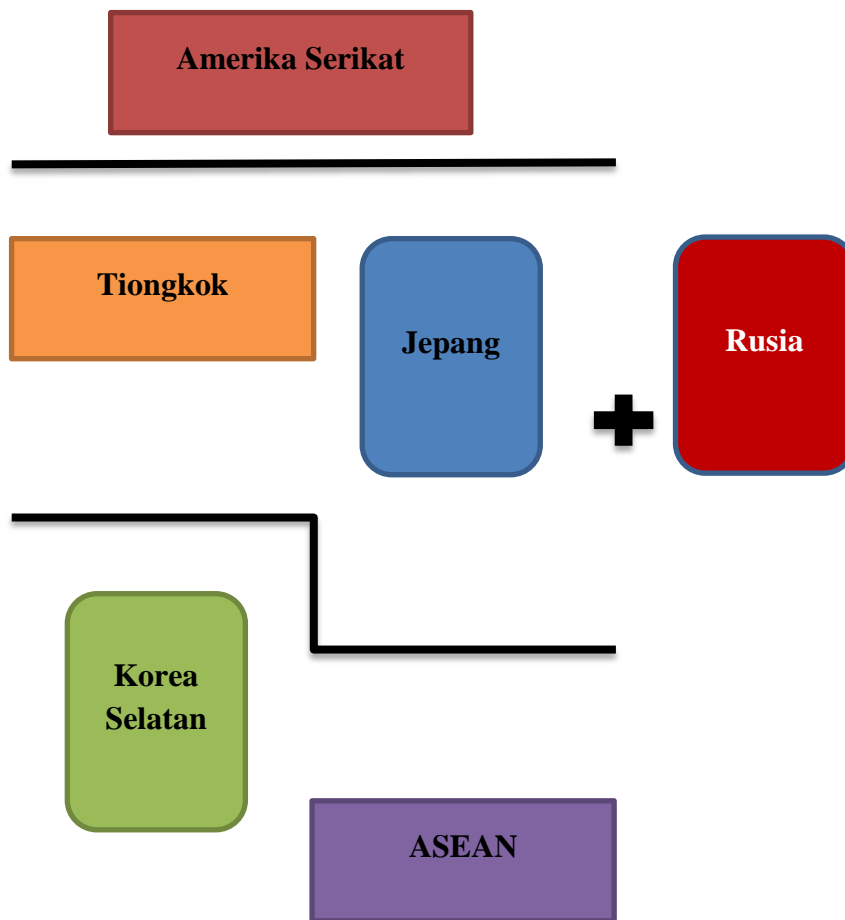 Amerika Serikat
Tiongkok
Jepang
Rusia
Korea
Selatan
ASEAN